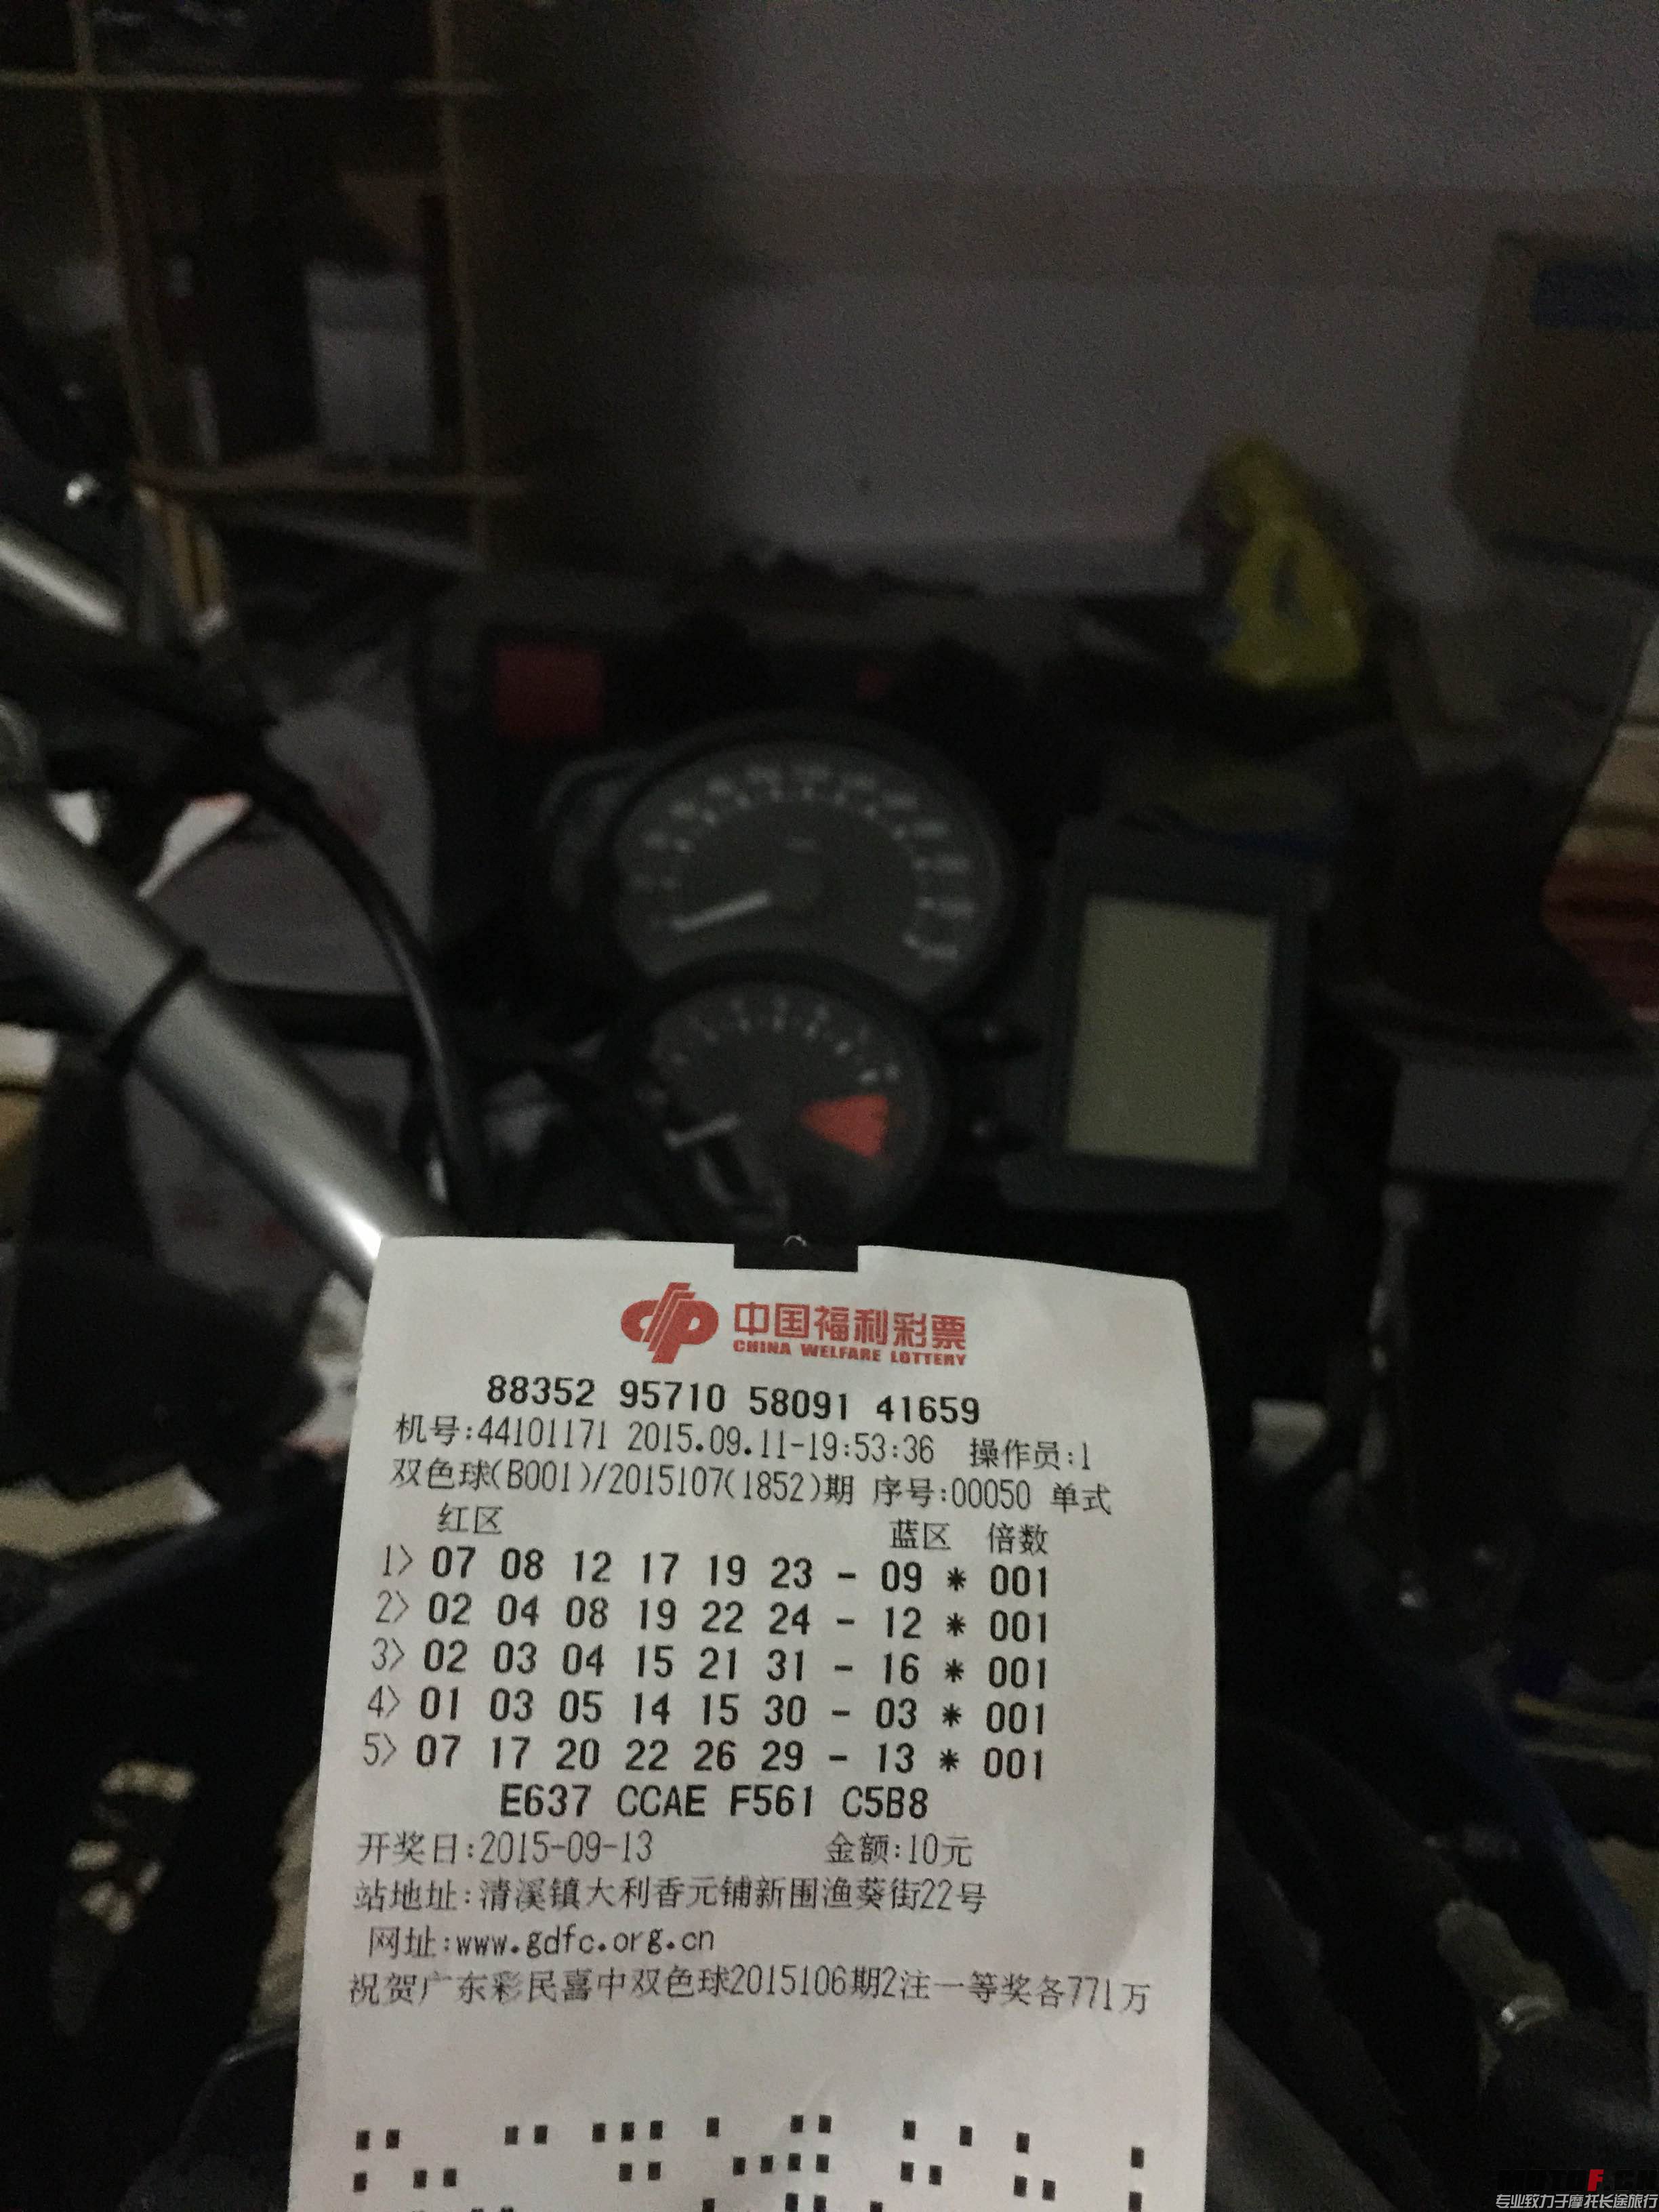 中国福利彩票
CHINA WELFARE LOTTERY
88352 95710 58091 41659
机号:44101171 2015.09.11-19:53:36 操作员:1
双色球(B001)/2015107(1852)期 序号:00050 单式
红区 蓝区 倍数
1> 07 08 12 17 19 23 - 09 * 001
2> 02 04 08 19 22 24 - 12 * 001
3> 02 03 04 15 21 31 - 16 * 001
4> 01 03 05 14 15 30 - 03 * 001
5> 07 17 20 22 26 29 - 13 * 001
E637 CCAE F561 C5B8
开奖日:2015-09-13 金额:10元
站地址:清溪镇大利香元铺新围渔葵街22号
网址:www.gdfc.org.cn
祝贺广东彩民喜中双色球2015106期2注一等奖各771万
专业致力于摩托长途旅行